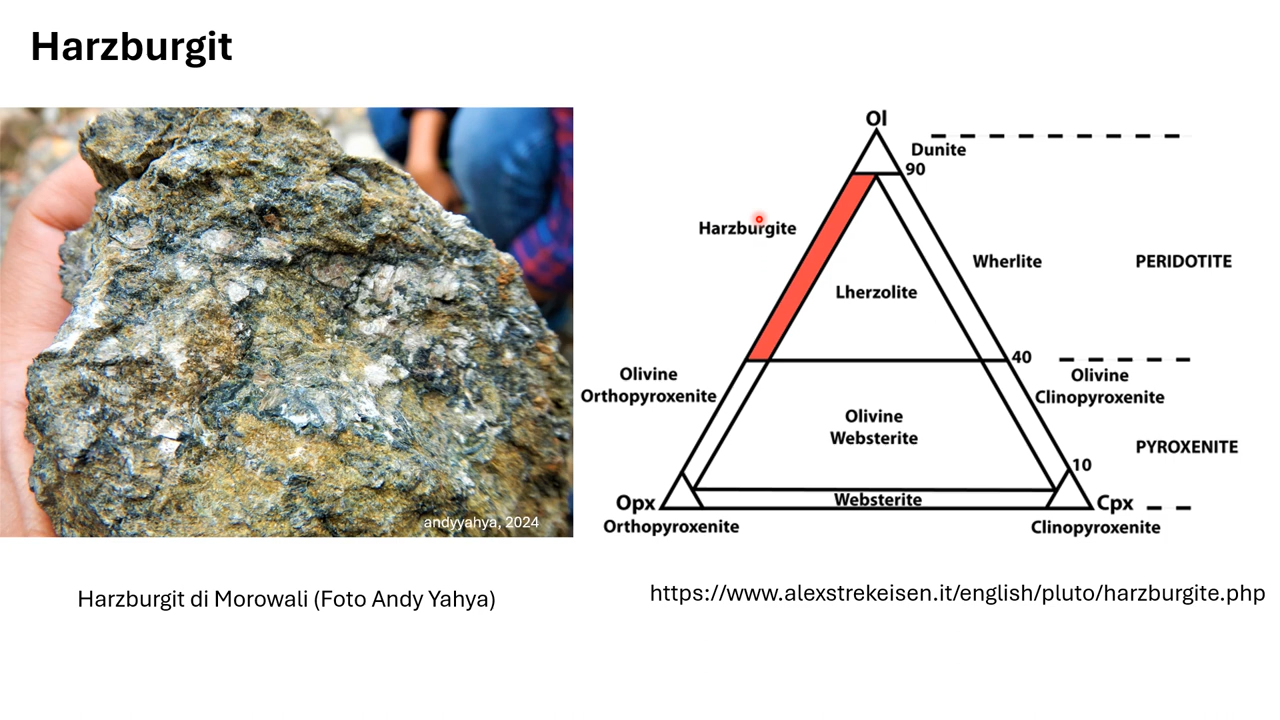 Harzburgit
andyyahya, 2024
Harzburgit di Morowali (Foto Andy Yahya)
Ol
Dunite
90
Harzburgite
Wherlite
PERIDOTITE
Lherzolite
40
Olivine
Orthopyroxenite
Olivine
Clinopyroxenite
Olivine
Websterite
PYROXENITE
10
Opx
Websterite
Cpx
Orthopyroxenite
Clinopyroxenite
https://www.alexstrekeisen.it/english/pluto/harzburgite.php